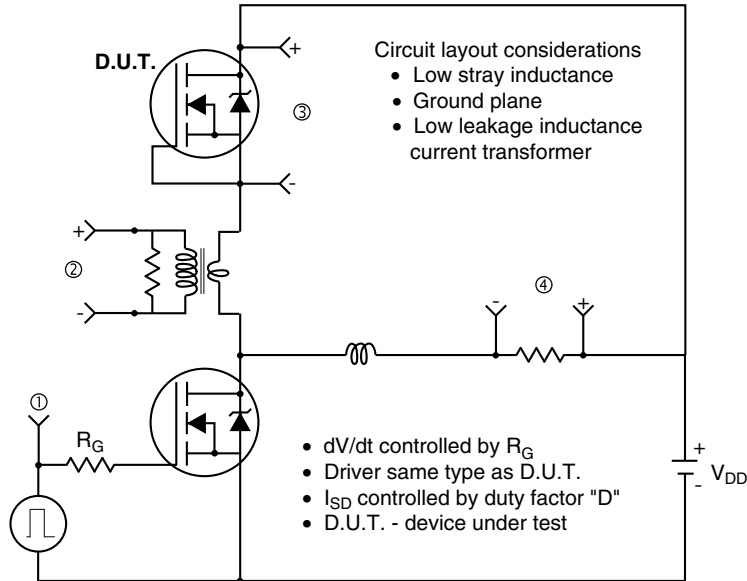 D.U.T.
+
③
-
Circuit layout considerations
• Low stray inductance
• Ground plane
• Low leakage inductance
current transformer
+
②
-
④
- +
①
R_G
• dV/dt controlled by R_G
• Driver same type as D.U.T.
• I_SD controlled by duty factor "D"
• D.U.T. - device under test
+
V_DD
-